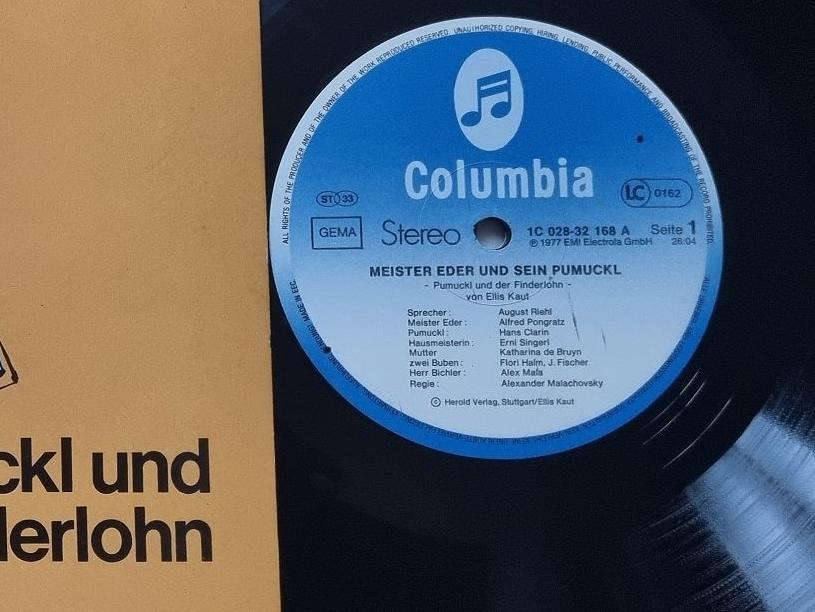 ALL RIGHTS OF THE PRODUCER AND OF THE OWNER OF THE WORK REPRODUCED RESERVED. UNAUTHORIZED COPYING, HIRING, LENDING, PUBLIC PERFORMANCE AND BROADCASTING OF THE RECORD PROHIBITED.
Columbia
ST 33
LC 0162
GEMA
Stereo
1C 028-32 168 A Seite 1
℗ 1977 EMI Electrola GmbH 26:04
MEISTER EDER UND SEIN PUMUCKL
- Pumuckl und der Finderlohn -
von Ellis Kaut
Sprecher: August Riehl
Meister Eder: Alfred Pongratz
Pumuckl: Hans Clarin
Hausmeisterin: Erni Singerl
Mutter Katharina de Bruyn
zwei Buben: Flori Halm, J. Fischer
Herr Bichler: Alex Mala
Regie: Alexander Malachovsky
© Herold Verlag, Stuttgart/Ellis Kaut
MADE IN EEC.
ckl und
derlohn